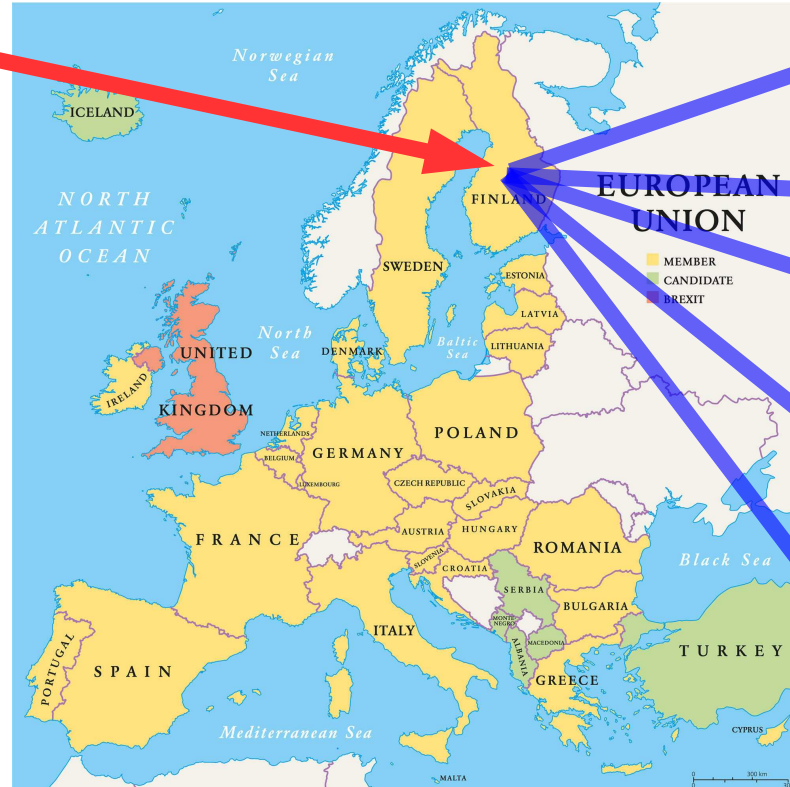 Norwegian
Sea
ICELAND
NORTH
ATLANTIC
OCEAN
EUROPEAN
UNION
MEMBER
CANDIDATE
BREXIT
FINLAND
SWEDEN
ESTONIA
LATVIA
LITHUANIA
Baltic
Sea
North
Sea
DENMARK
UNITED
KINGDOM
IRELAND
NETHERLANDS
BELGIUM
LUXEMBOURG
GERMANY
POLAND
CZECH REPUBLIC
SLOVAKIA
AUSTRIA
HUNGARY
FRANCE
SLOVENIA
CROATIA
ROMANIA
Black Sea
SERBIA
BULGARIA
MONTE-
NEGRO
MACEDONIA
ALBANIA
ITALY
PORTUGAL
SPAIN
GREECE
TURKEY
Mediterranean Sea
CYPRUS
MALTA
0 300 km
0